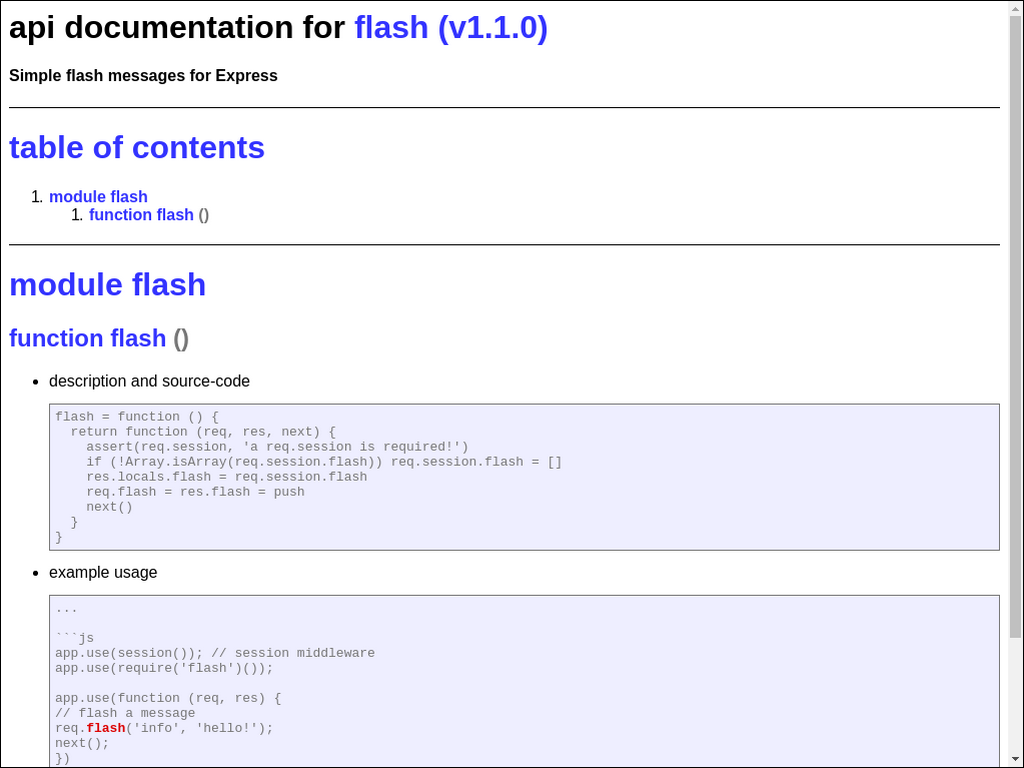 api documentation for flash (v1.1.0)
Simple flash messages for Express
table of contents
1. module flash
1. function flash ()
module flash
function flash ()
• description and source-code
flash = function () {
  return function (req, res, next) {
    assert(req.session, 'a req.session is required!')
    if (!Array.isArray(req.session.flash)) req.session.flash = []
    res.locals.flash = req.session.flash
    req.flash = res.flash = push
    next()
  }
}
• example usage
...

```js
app.use(session()); // session middleware
app.use(require('flash')());

app.use(function (req, res) {
// flash a message
req.flash('info', 'hello!');
next();
})